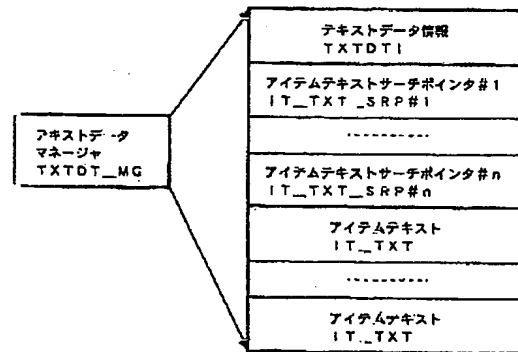 テキストデータ
マネージャ
TXTDT_MG
テキストデータ情報
TXTDTI
アイテムテキストサーチポインタ#1
IT_TXT_SRP#1
………
アイテムテキストサーチポインタ#n
IT_TXT_SRP#n
アイテムテキスト
IT_TXT
………
アイテムテキスト
IT_TXT